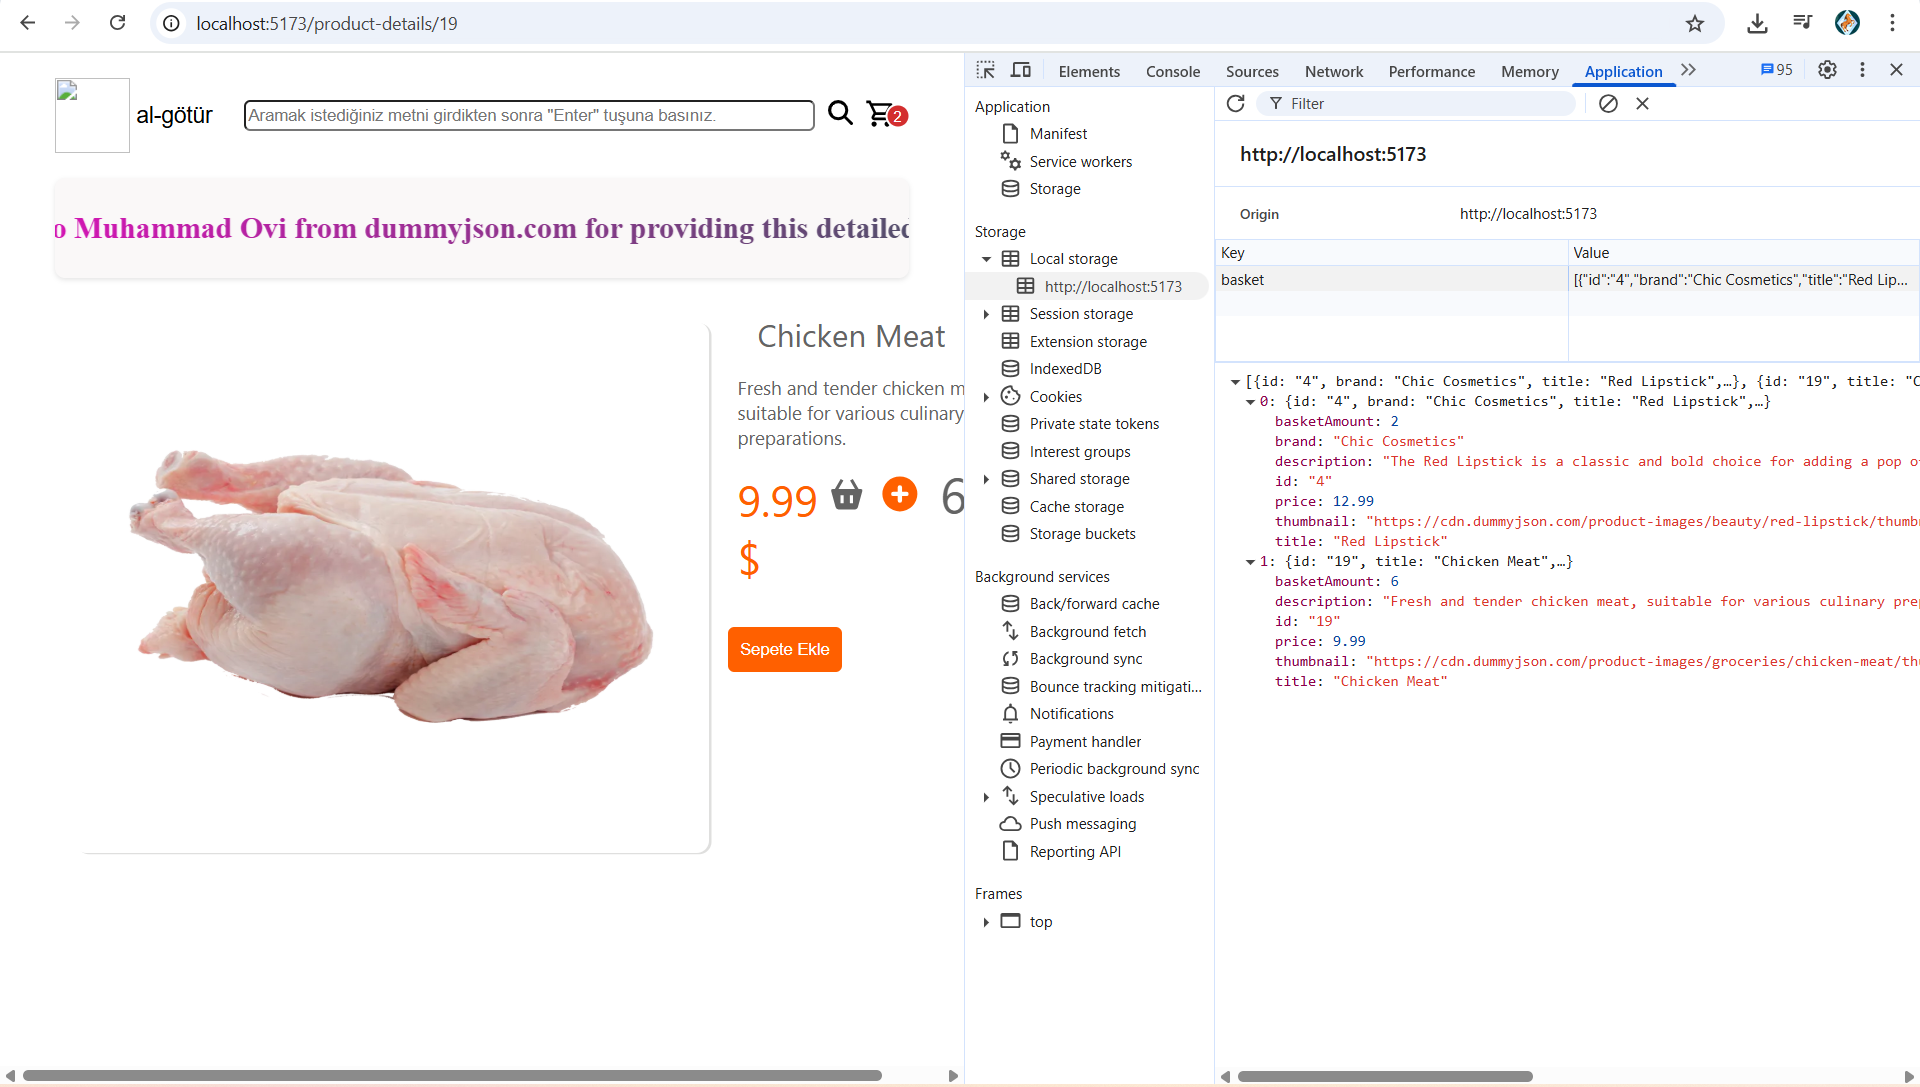 localhost:5173/product-details/19
al-götür
Aramak istediğiniz metni girdikten sonra "Enter" tuşuna basınız.
2
o Muhammad Ovi from dummyjson.com for providing this detailed
Chicken Meat
Fresh and tender chicken m
suitable for various culinary
preparations.
9.99
$
6
Sepete Ekle
Elements
Console
Sources
Network
Performance
Memory
Application
95
Application
Manifest
Service workers
Storage
Storage
Local storage
http://localhost:5173
Session storage
Extension storage
IndexedDB
Cookies
Private state tokens
Interest groups
Shared storage
Cache storage
Storage buckets
Background services
Back/forward cache
Background fetch
Background sync
Bounce tracking mitigati...
Notifications
Payment handler
Periodic background sync
Speculative loads
Push messaging
Reporting API
Frames
top
Filter
http://localhost:5173
Origin http://localhost:5173
Key Value
basket [{"id":"4","brand":"Chic Cosmetics","title":"Red Lip...
[{id: "4", brand: "Chic Cosmetics", title: "Red Lipstick",…}, {id: "19", title: "C
0: {id: "4", brand: "Chic Cosmetics", title: "Red Lipstick",…}
basketAmount: 2
brand: "Chic Cosmetics"
description: "The Red Lipstick is a classic and bold choice for adding a pop o
id: "4"
price: 12.99
thumbnail: "https://cdn.dummyjson.com/product-images/beauty/red-lipstick/thumb
title: "Red Lipstick"
1: {id: "19", title: "Chicken Meat",…}
basketAmount: 6
description: "Fresh and tender chicken meat, suitable for various culinary pre
id: "19"
price: 9.99
thumbnail: "https://cdn.dummyjson.com/product-images/groceries/chicken-meat/th
title: "Chicken Meat"